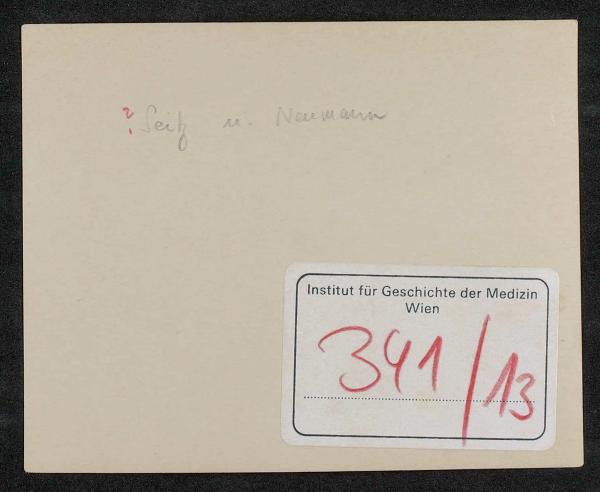 ? Seitz u. Neumann
Institut für Geschichte der Medizin
Wien
341/13